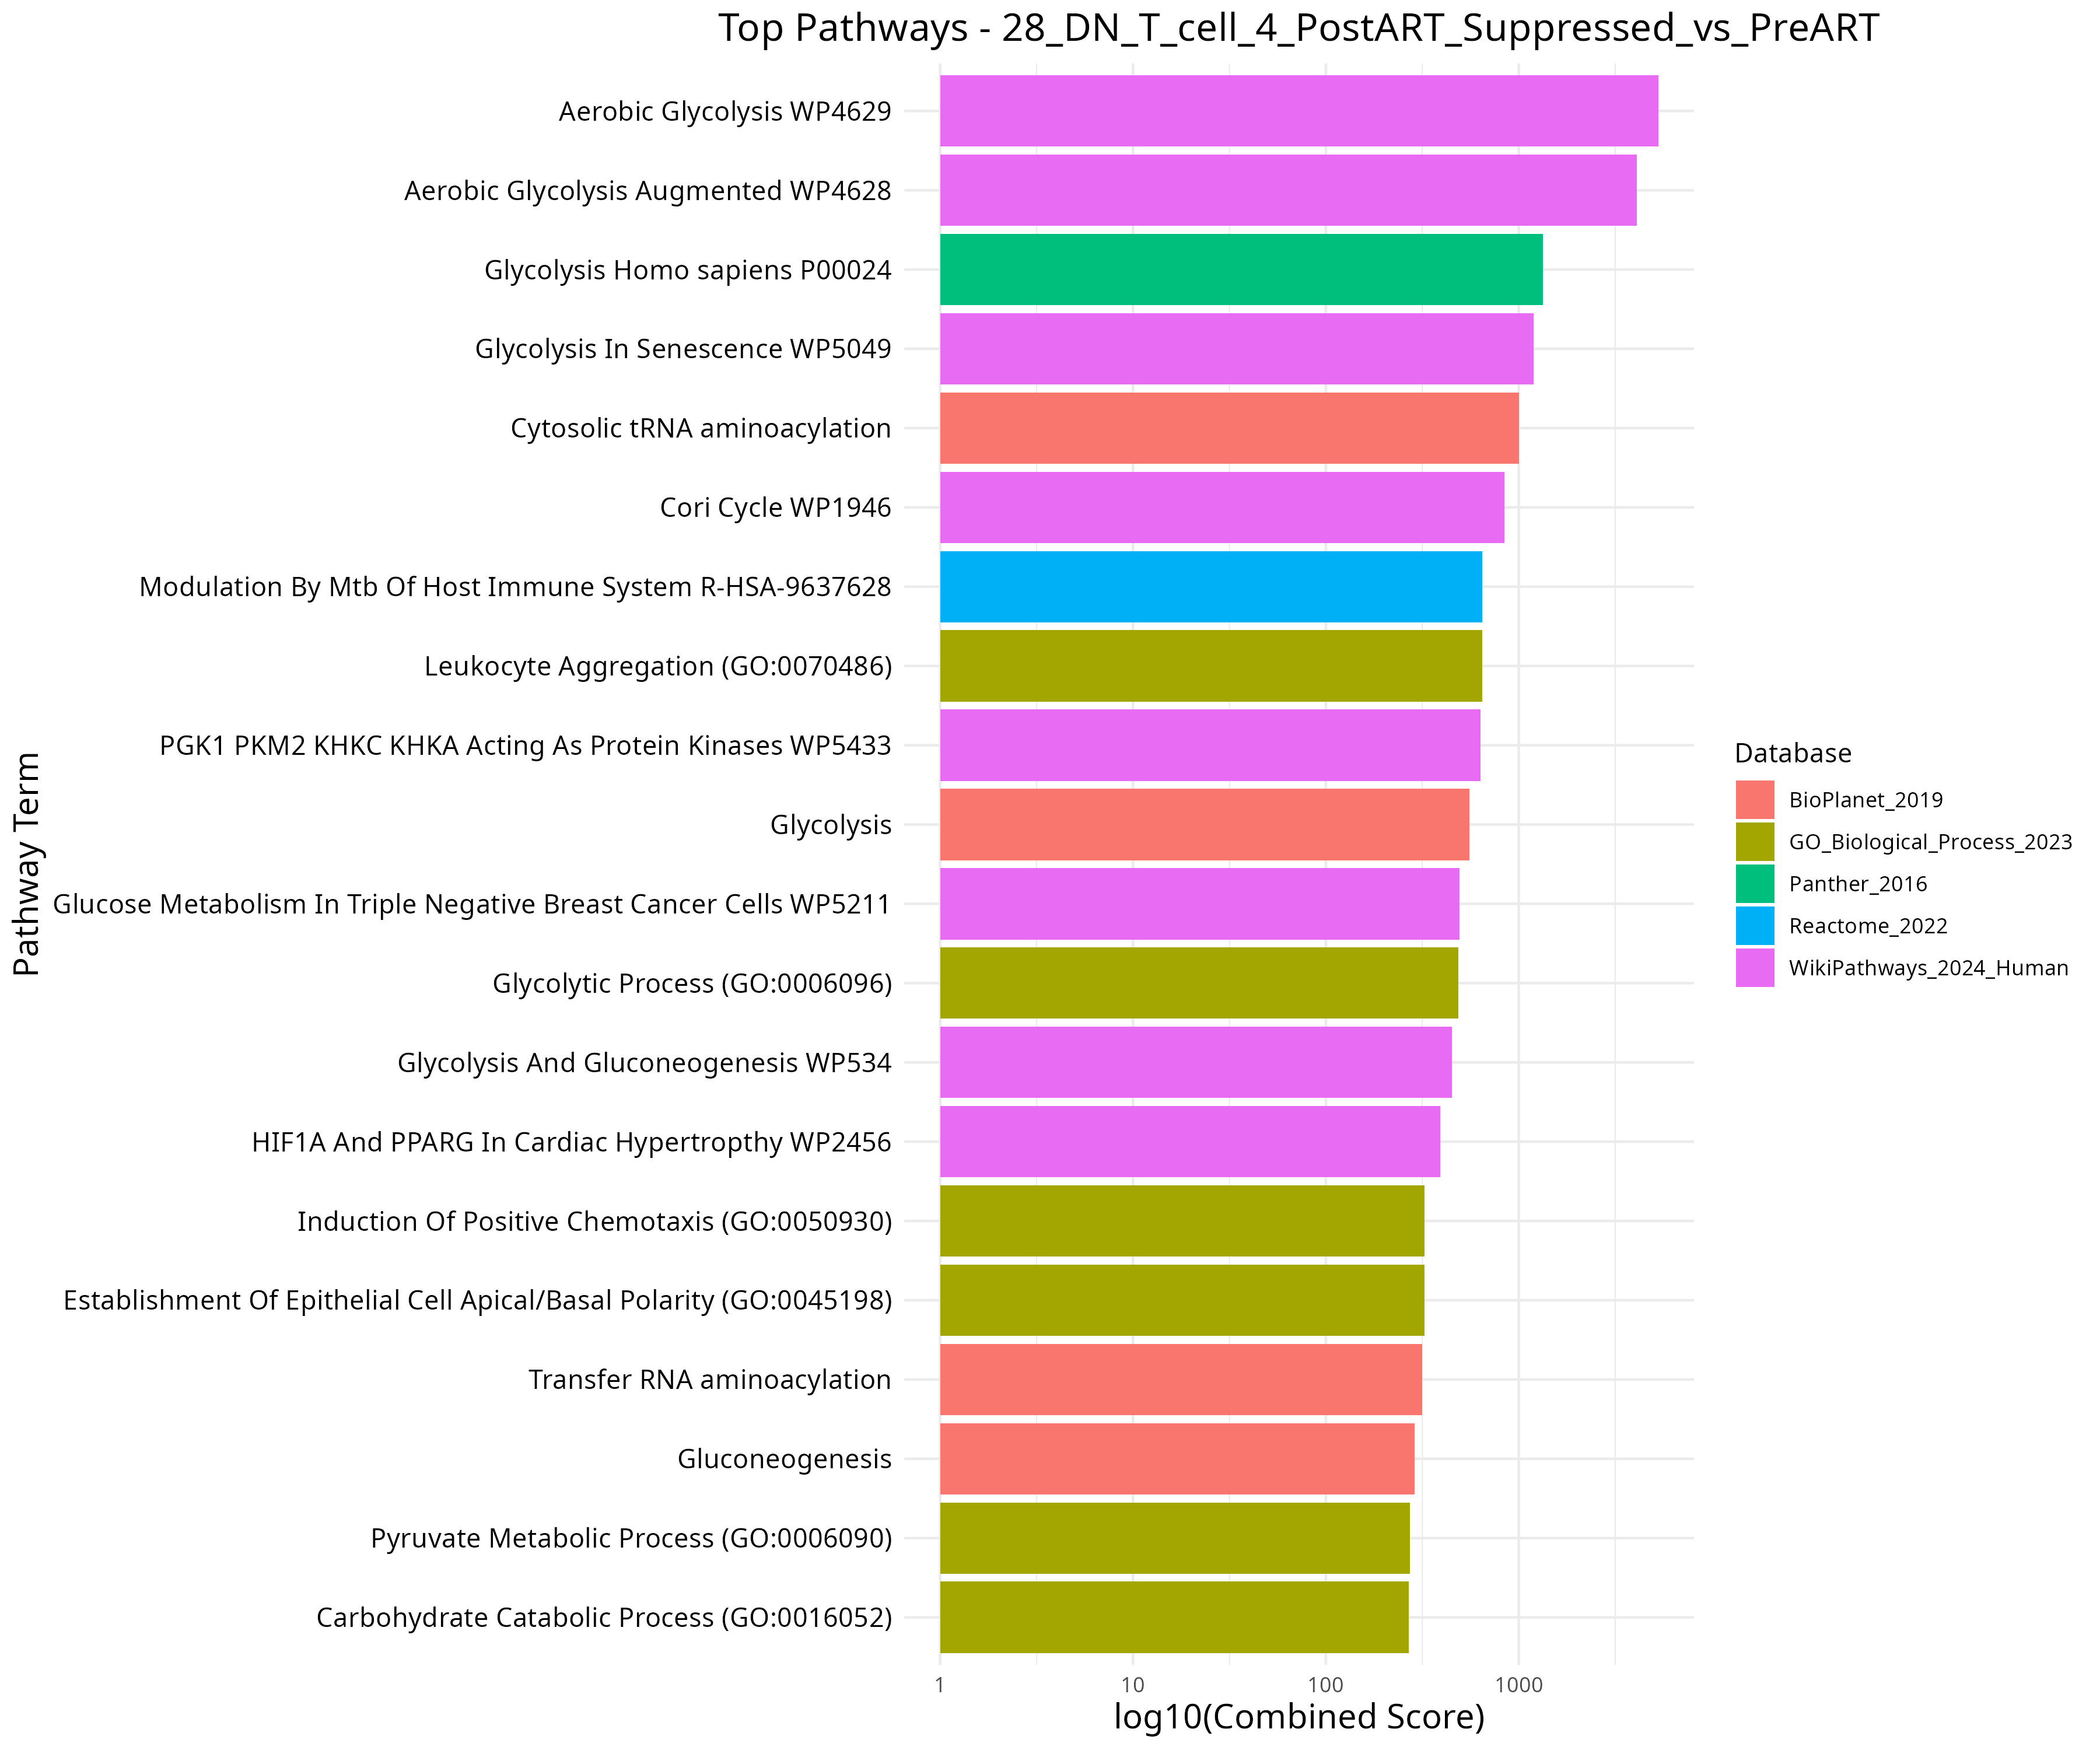 Top Pathways - 28_DN_T_cell_4_PostART_Suppressed_vs_PreART
Pathway Term
Aerobic Glycolysis WP4629
Aerobic Glycolysis Augmented WP4628
Glycolysis Homo sapiens P00024
Glycolysis In Senescence WP5049
Cytosolic tRNA aminoacylation
Cori Cycle WP1946
Modulation By Mtb Of Host Immune System R-HSA-9637628
Leukocyte Aggregation (GO:0070486)
PGK1 PKM2 KHKC KHKA Acting As Protein Kinases WP5433
Glycolysis
Glucose Metabolism In Triple Negative Breast Cancer Cells WP5211
Glycolytic Process (GO:0006096)
Glycolysis And Gluconeogenesis WP534
HIF1A And PPARG In Cardiac Hypertropthy WP2456
Induction Of Positive Chemotaxis (GO:0050930)
Establishment Of Epithelial Cell Apical/Basal Polarity (GO:0045198)
Transfer RNA aminoacylation
Gluconeogenesis
Pyruvate Metabolic Process (GO:0006090)
Carbohydrate Catabolic Process (GO:0016052)
1 10 100 1000
log10(Combined Score)
Database
BioPlanet_2019
GO_Biological_Process_2023
Panther_2016
Reactome_2022
WikiPathways_2024_Human